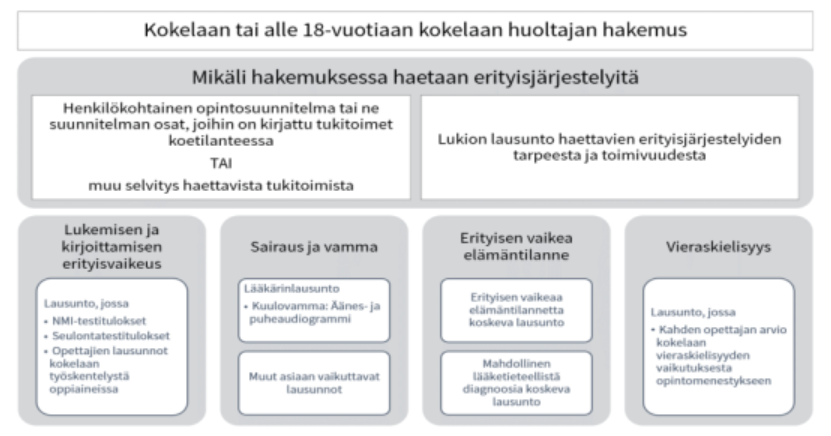 Kokelaan tai alle 18-vuotiaan kokelaan huoltajan hakemus
Mikäli hakemuksessa haetaan erityisjärjestelyitä
Henkilökohtainen opintosuunnitelma tai ne
suunnitelman osat, joihin on kirjattu tukitoimet
koetilanteessa
TAI
muu selvitys haettavista tukitoimista
Lukion lausunto haettavien erityisjärjestelyiden
tarpeesta ja toimivuudesta
Lukemisen ja
kirjoittamisen
erityisvaikeus
Lausunto, jossa
• NMI-testitulokset
• Seulontatestitulokset
• Opettajien lausunnot
kokelaan
työskentelystä
oppiaineissa
Sairaus ja vamma
Lääkärinlausunto
• Kuulovamma: Äänes- ja
puheaudiogrammi
Muut asiaan vaikuttavat
lausunnot
Erityisen vaikea
elämäntilanne
Erityisen vaikeaa
elämäntilannetta
koskeva lausunto
Mahdollinen
lääketieteellistä
diagnoosia koskeva
lausunto
Vieraskielisyys
Lausunto, jossa
• Kahden opettajan arvio
kokelaan
vieraskielisyyden
vaikutuksesta
opintomenestykseen